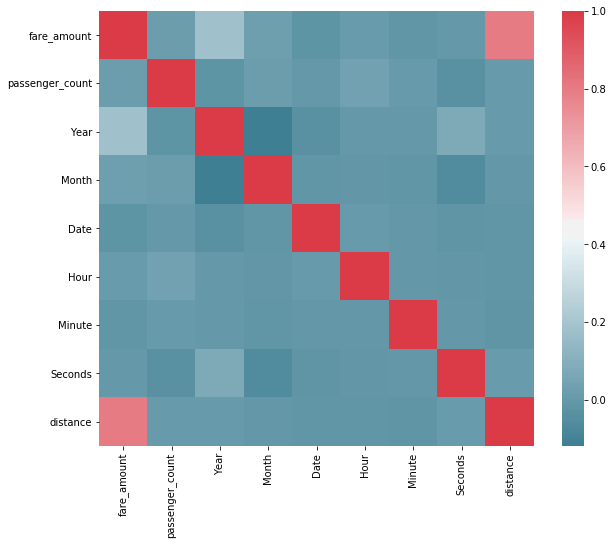 fare_amount
passenger_count
Year
Month
Date
Hour
Minute
Seconds
distance
fare_amount
passenger_count
Year
Month
Date
Hour
Minute
Seconds
distance
1.0
0.8
0.6
0.4
0.2
0.0